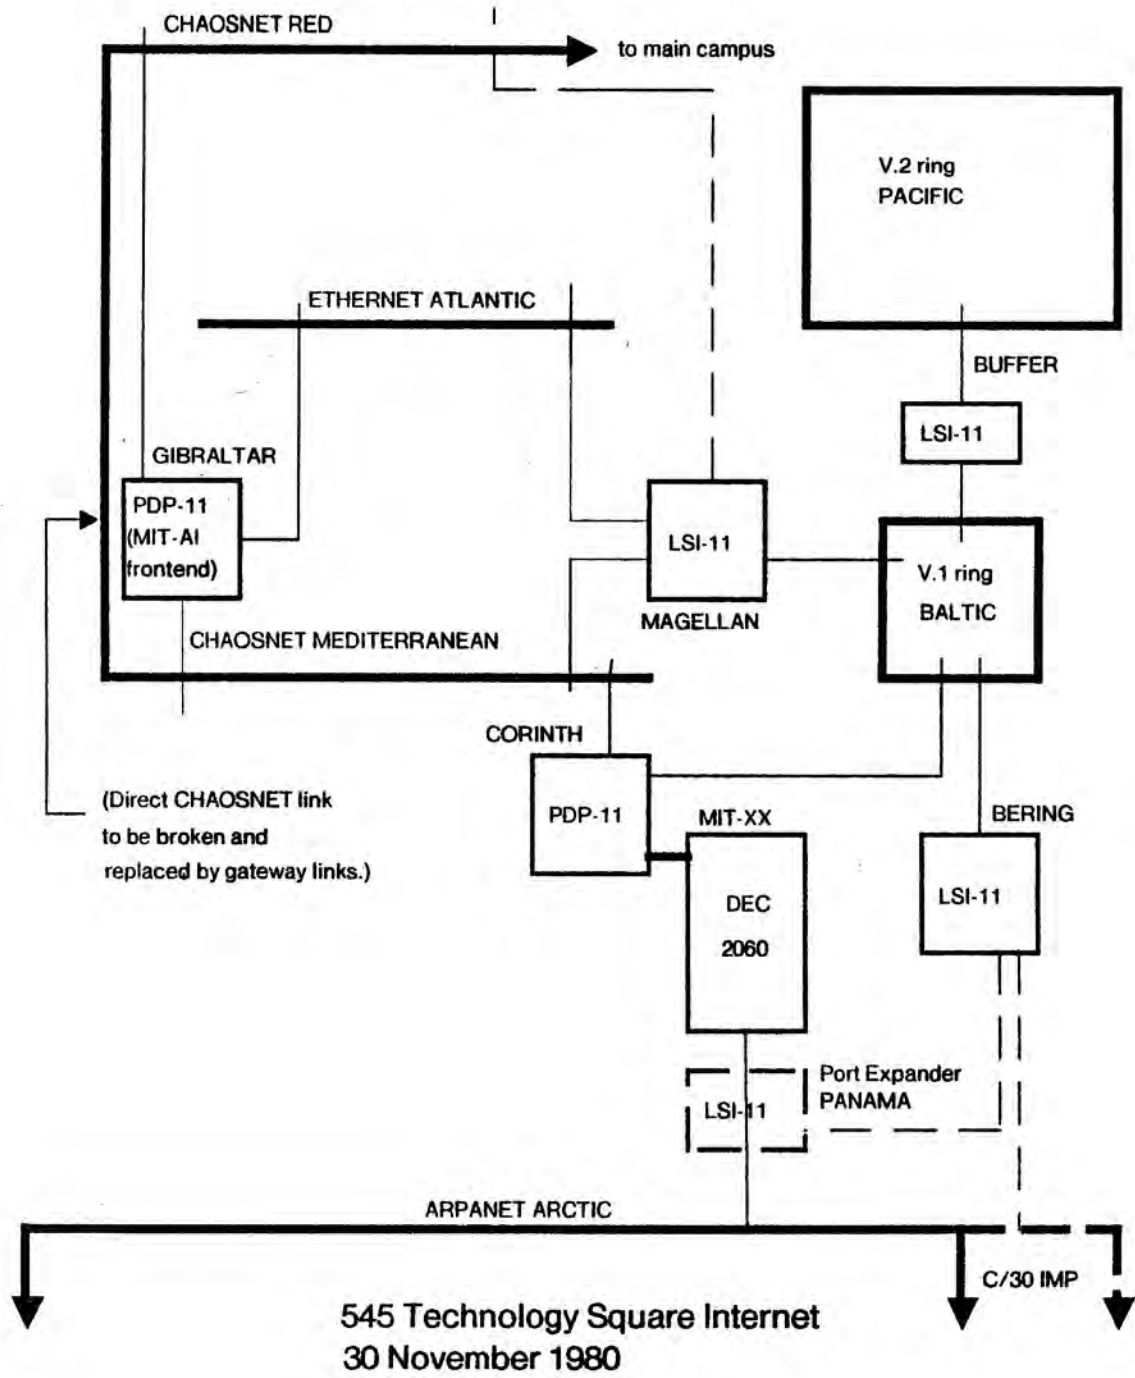 CHAOSNET RED
to main campus
V.2 ring
PACIFIC
ETHERNET ATLANTIC
BUFFER
LSI-11
GIBRALTAR
PDP-11
(MIT-AI
frontend)
LSI-11
V.1 ring
BALTIC
MAGELLAN
CHAOSNET MEDITERRANEAN
CORINTH
(Direct CHAOSNET link
to be broken and
replaced by gateway links.)
PDP-11
MIT-XX
BERING
DEC
2060
LSI-11
Port Expander
PANAMA
LSI-11
ARPANET ARCTIC
C/30 IMP
545 Technology Square Internet
30 November 1980